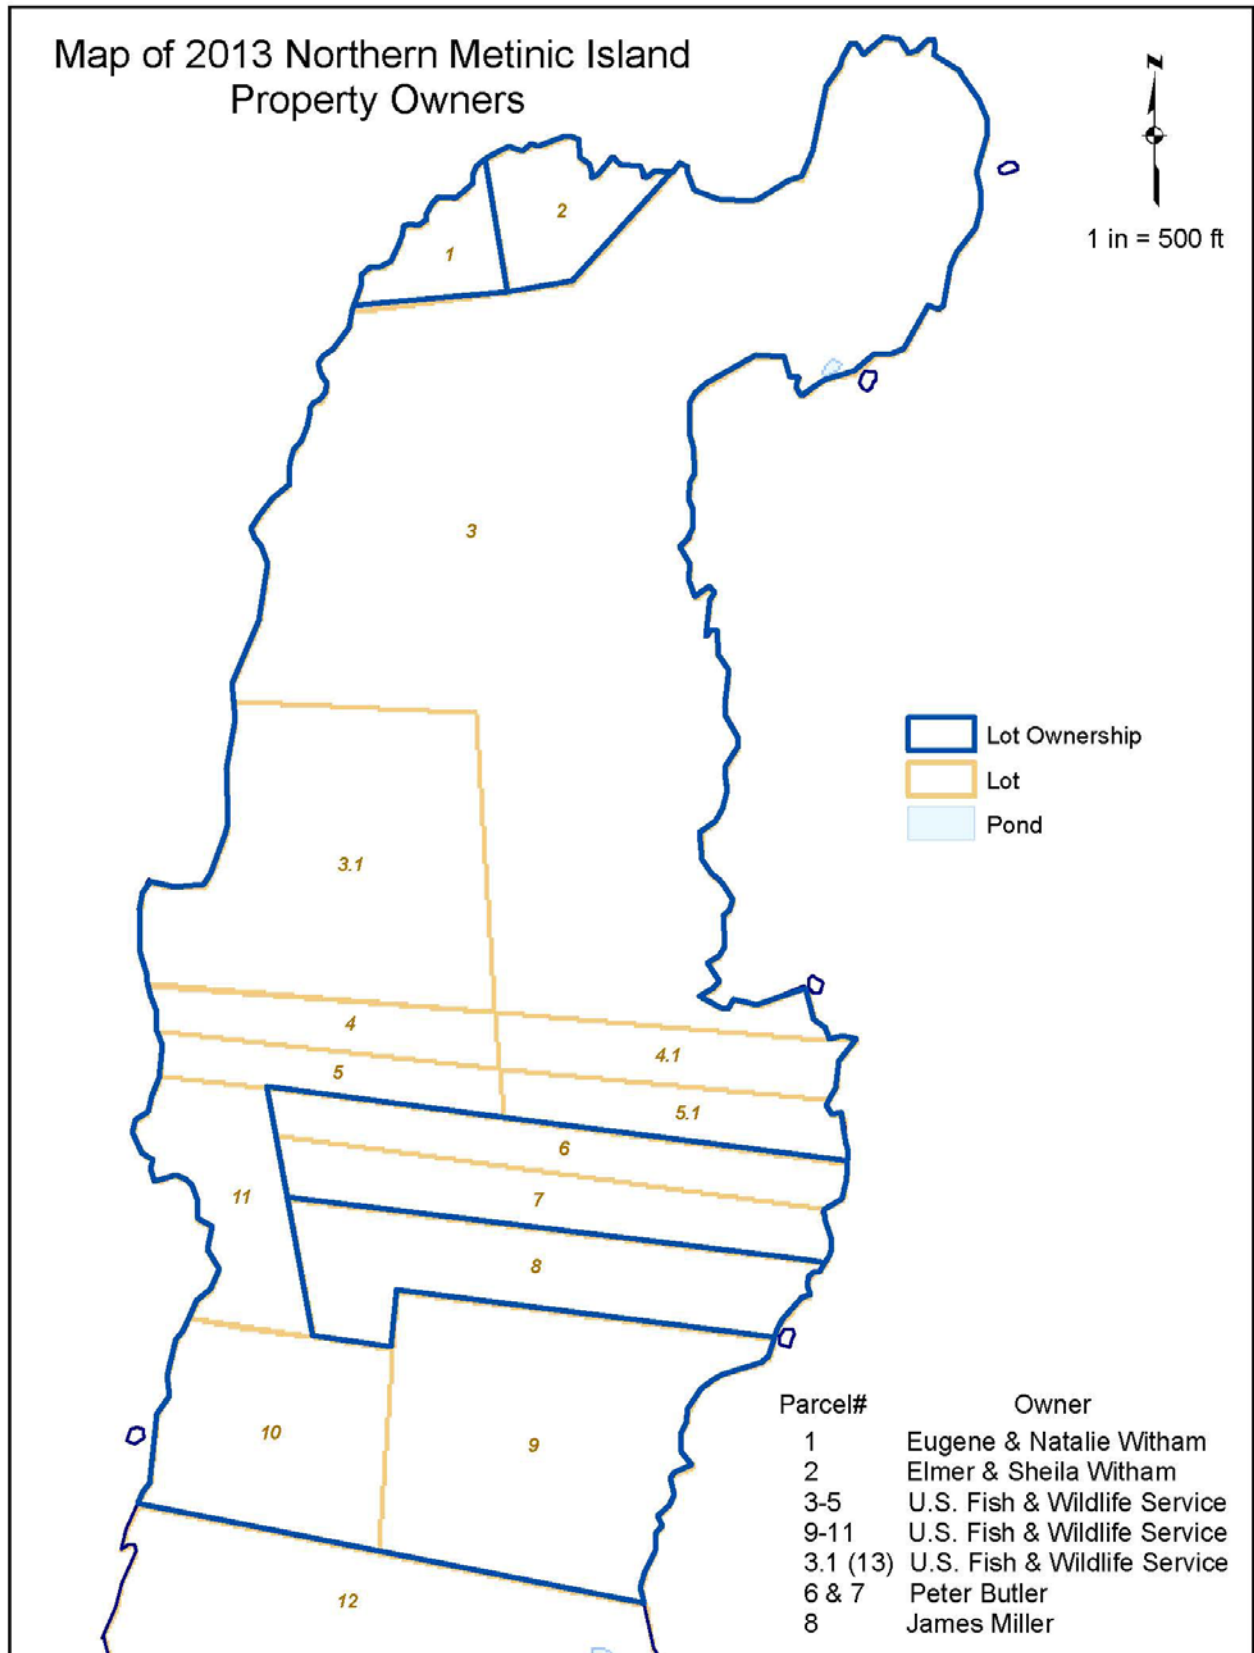 Map of 2013 Northern Metinic Island
Property Owners
N
1 in = 500 ft
2
1
3
Lot Ownership
Lot
Pond
3.1
4
4.1
5
5.1
6
11
7
8
10
9
12
Parcel# Owner
1 Eugene & Natalie Witham
2 Elmer & Sheila Witham
3-5 U.S. Fish & Wildlife Service
9-11 U.S. Fish & Wildlife Service
3.1 (13) U.S. Fish & Wildlife Service
6 & 7 Peter Butler
8 James Miller